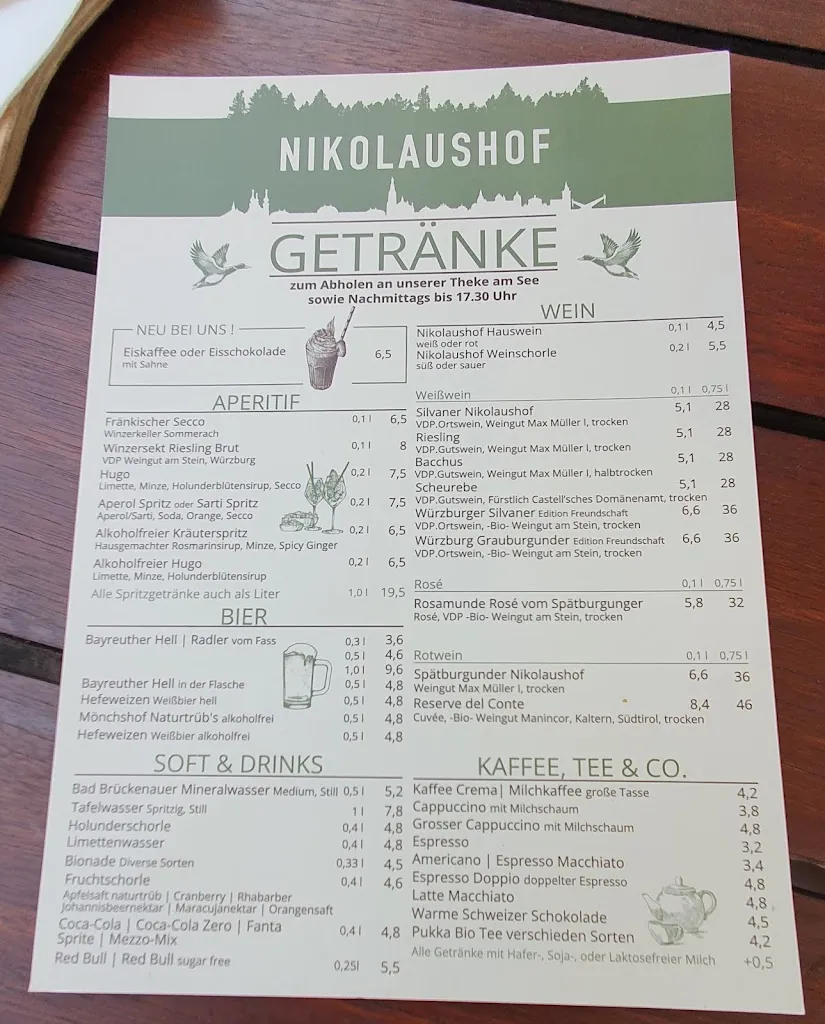 NIKOLAUSHOF
GETRÄNKE
zum Abholen an unserer Theke am See
sowie Nachmittags bis 17.30 Uhr
NEU BEI UNS !
Eiskaffee oder Eisschokolade 6,5
mit Sahne
APERITIF
Fränkischer Secco 0,1 l 6,5
Winzerkeller Sommerach
Winzersekt Riesling Brut 0,1 l 8
VDP Weingut am Stein, Würzburg
Hugo 0,2 l 7,5
Limette, Minze, Holunderblütensirup, Secco
Aperol Spritz oder Sarti Spritz 0,2 l 7,5
Aperol/Sarti, Soda, Orange, Secco
Alkoholfreier Kräuterspritz 0,2 l 6,5
Hausgemachter Rosmarinsirup, Minze, Spicy Ginger
Alkoholfreier Hugo 0,2 l 6,5
Limette, Minze, Holunderblütensirup
Alle Spritzgetränke auch als Liter 1,0 l 19,5
BIER
Bayreuther Hell | Radler vom Fass 0,3 l 3,6
0,5 l 4,6
1,0 l 9,6
Bayreuther Hell in der Flasche 0,5 l 4,8
Hefeweizen Weißbier hell 0,5 l 4,8
Mönchshof Naturtrüb's alkoholfrei 0,5 l 4,8
Hefeweizen Weißbier alkoholfrei 0,5 l 4,8
SOFT & DRINKS
Bad Brückenauer Mineralwasser Medium, Still 0,5 l 5,2
Tafelwasser Spritzig, Still 1 l 7,8
Holunderschorle 0,4 l 4,8
Limettenwasser 0,4 l 4,8
Bionade Diverse Sorten 0,33 l 4,5
Fruchtschorle 0,4 l 4,6
Apfelsaft naturtrüb | Cranberry | Rhabarber
Johannisbeernektar | Maracujanektar | Orangensaft
Coca-Cola | Coca-Cola Zero | Fanta 0,4 l 4,8
Sprite | Mezzo-Mix
Red Bull | Red Bull sugar free 0,25l 5,5
WEIN
Nikolaushof Hauswein 0,1 l 4,5
weiß oder rot
Nikolaushof Weinschorle 0,2 l 5,5
süß oder sauer
Weißwein 0,1 l 0,75 l
Silvaner Nikolaushof 5,1 28
VDP.Ortswein, Weingut Max Müller I, trocken
Riesling 5,1 28
VDP.Gutswein, Weingut Max Müller I, trocken
Bacchus 5,1 28
VDP.Gutswein, Weingut Max Müller I, halbtrocken
Scheurebe 5,1 28
VDP.Gutswein, Fürstlich Castell'sches Domänenamt, trocken
Würzburger Silvaner Edition Freundschaft 6,6 36
VDP.Ortswein, -Bio- Weingut am Stein, trocken
Würzburg Grauburgunder Edition Freundschaft 6,6 36
VDP.Ortswein, -Bio- Weingut am Stein, trocken
Rosé 0,1 l 0,75 l
Rosamunde Rosé vom Spätburgunger 5,8 32
Rosé, VDP -Bio- Weingut am Stein, trocken
Rotwein 0,1 l 0,75 l
Spätburgunder Nikolaushof 6,6 36
Weingut Max Müller I, trocken
Reserve del Conte 8,4 46
Cuvée, -Bio- Weingut Manincor, Kaltern, Südtirol, trocken
KAFFEE, TEE & CO.
Kaffee Crema| Milchkaffee große Tasse 4,2
Cappuccino mit Milchschaum 3,8
Grosser Cappuccino mit Milchschaum 4,8
Espresso 3,2
Americano | Espresso Macchiato 3,4
Espresso Doppio doppelter Espresso 4,8
Latte Macchiato 4,8
Warme Schweizer Schokolade 4,5
Pukka Bio Tee verschieden Sorten 4,2
Alle Getränke mit Hafer-, Soja-, oder Laktosefreier Milch +0,5